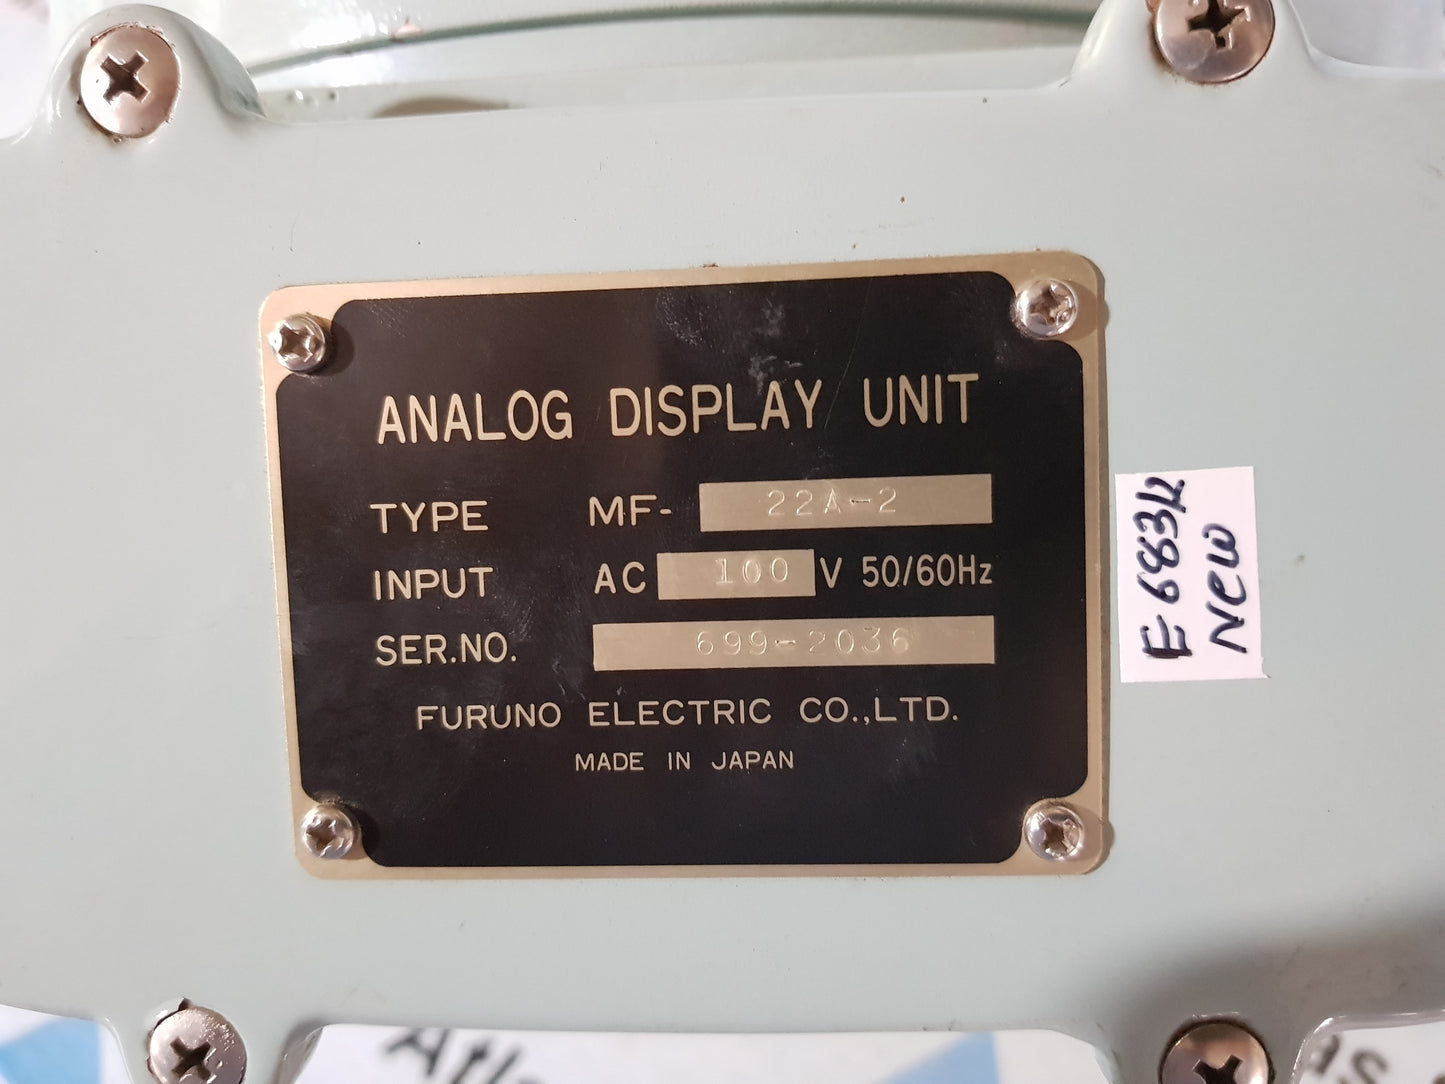 ANALOG DISPLAY UNIT
TYPE MF- 22A-2
INPUT AC 100 V 50/60Hz
SER.NO. 699-2036
FURUNO ELECTRIC CO.,LTD.
MADE IN JAPAN
New